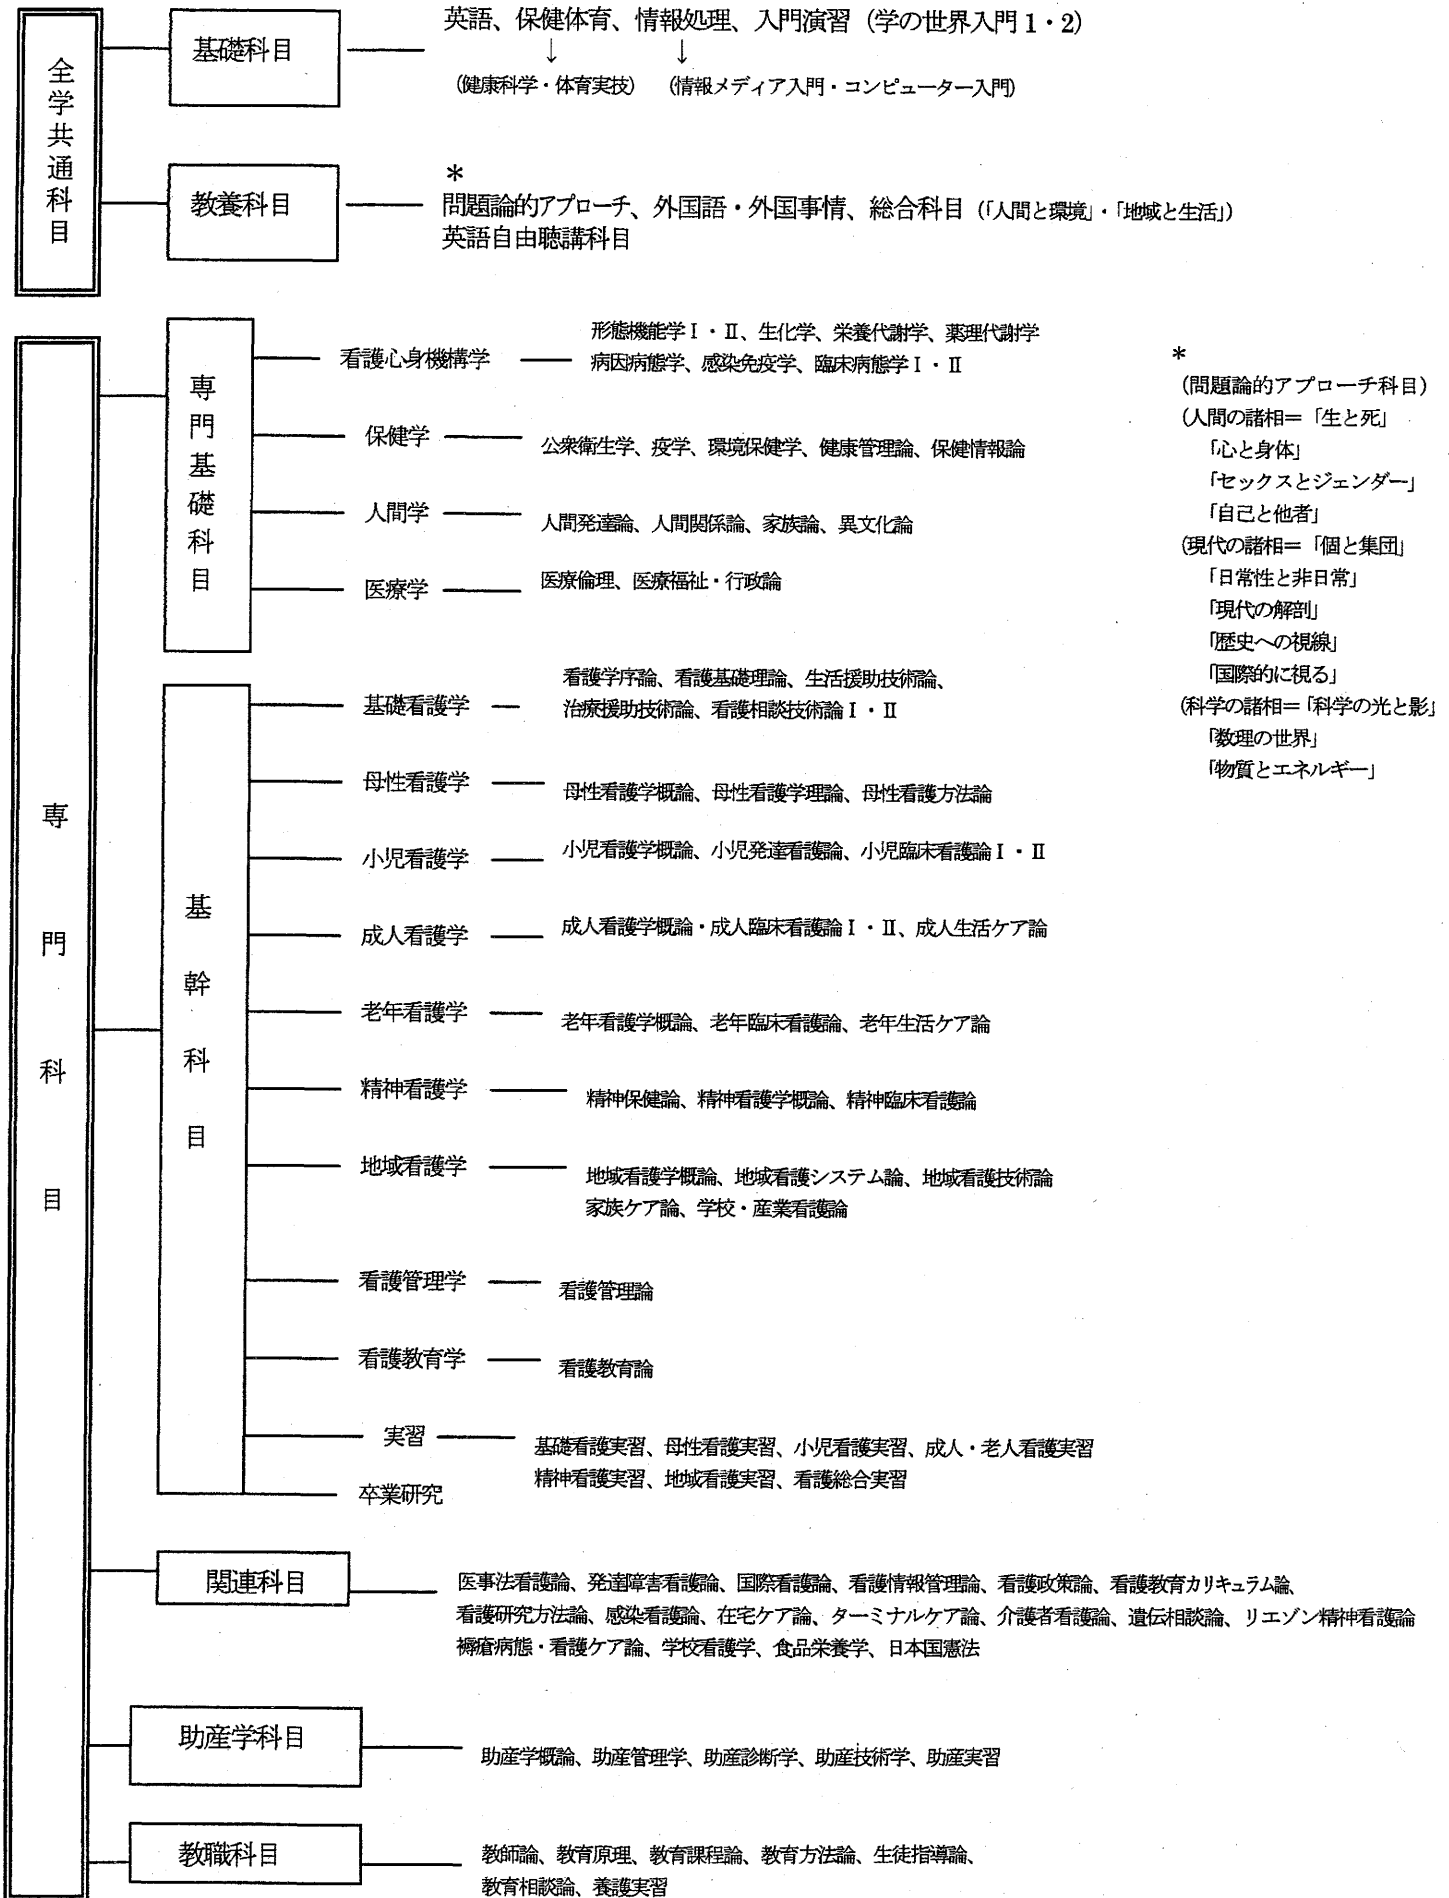 全学共通科目
基礎科目
英語、保健体育、情報処理、入門演習（学の世界入門1・2）
↓ ↓
（健康科学・体育実技） （情報メディア入門・コンピューター入門）
教養科目
＊
問題論的アプローチ、外国語・外国事情、総合科目（「人間と環境」・「地域と生活」）
英語自由聴講科目
専門科目
専門基礎科目
看護心身機構学
形態機能学Ⅰ・Ⅱ、生化学、栄養代謝学、薬理代謝学
病因病態学、感染免疫学、臨床病態学Ⅰ・Ⅱ
保健学
公衆衛生学、疫学、環境保健学、健康管理論、保健情報論
人間学
人間発達論、人間関係論、家族論、異文化論
医療学
医療倫理、医療福祉・行政論
＊
（問題論的アプローチ科目）
（人間の諸相＝「生と死」
「心と身体」
「セックスとジェンダー」
「自己と他者」
（現代の諸相＝「個と集団」
「日常性と非日常」
「現代の解剖」
「歴史への視線」
「国際的に視る」
（科学の諸相＝「科学の光と影」
「数理の世界」
「物質とエネルギー」
基幹科目
基礎看護学
看護学序論、看護基礎理論、生活援助技術論、
治療援助技術論、看護相談技術論Ⅰ・Ⅱ
母性看護学
母性看護学概論、母性看護学理論、母性看護方法論
小児看護学
小児看護学概論、小児発達看護論、小児臨床看護論Ⅰ・Ⅱ
成人看護学
成人看護学概論・成人臨床看護論Ⅰ・Ⅱ、成人生活ケア論
老年看護学
老年看護学概論、老年臨床看護論、老年生活ケア論
精神看護学
精神保健論、精神看護学概論、精神臨床看護論
地域看護学
地域看護学概論、地域看護システム論、地域看護技術論
家族ケア論、学校・産業看護論
看護管理学
看護管理論
看護教育学
看護教育論
実習
基礎看護実習、母性看護実習、小児看護実習、成人・老人看護実習
精神看護実習、地域看護実習、看護総合実習
卒業研究
関連科目
医事法看護論、発達障害看護論、国際看護論、看護情報管理論、看護政策論、看護教育カリキュラム論、
看護研究方法論、感染看護論、在宅ケア論、ターミナルケア論、介護者看護論、遺伝相談論、リエゾン精神看護論
褥瘡病態・看護ケア論、学校看護学、食品栄養学、日本国憲法
助産学科目
助産学概論、助産管理学、助産診断学、助産技術学、助産実習
教職科目
教師論、教育原理、教育課程論、教育方法論、生徒指導論、
教育相談論、養護実習